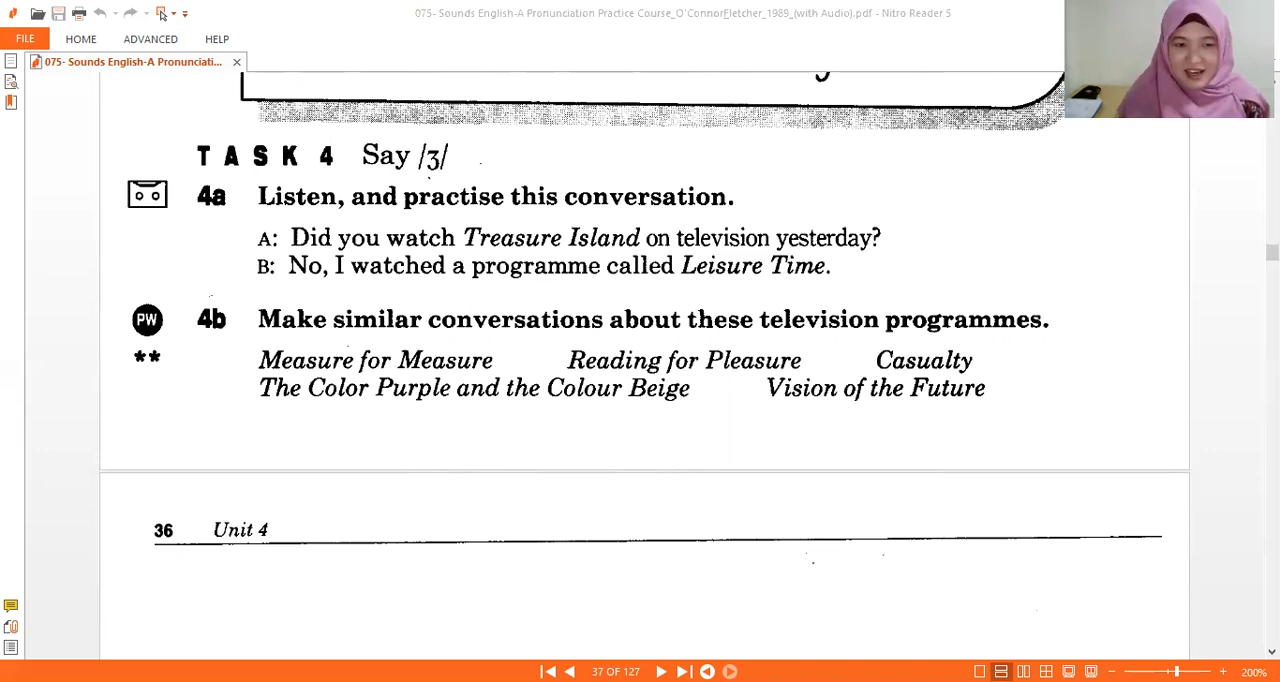 075- Sounds English-A Pronunciation Practice Course_O'ConnorFletcher_1989_(with Audio).pdf - Nitro Reader 5
FILE HOME ADVANCED HELP
075- Sounds English-A Pronunciati...
TASK 4 Say /ʒ/
4a Listen, and practise this conversation.
A: Did you watch Treasure Island on television yesterday?
B: No, I watched a programme called Leisure Time.
PW 4b Make similar conversations about these television programmes.
** Measure for Measure Reading for Pleasure Casualty
The Color Purple and the Colour Beige Vision of the Future
36 Unit 4
37 OF 127
200%